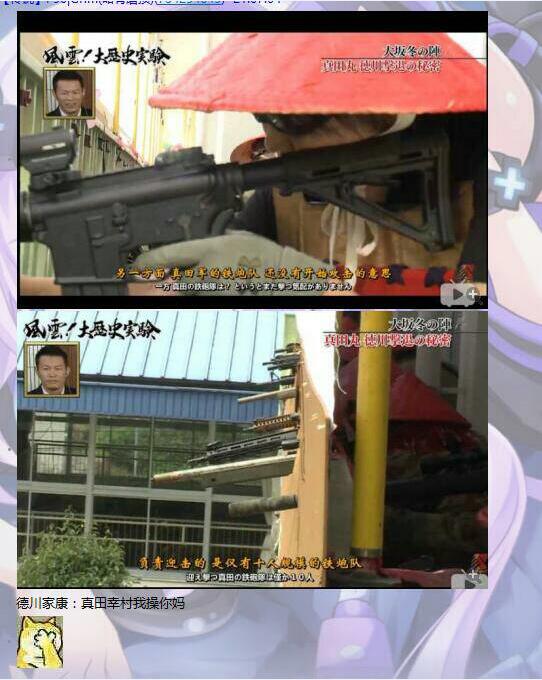 風雲!大歴史実験
大坂冬の陣
真田丸 徳川撃退の秘密
另一方面 真田军的铁炮队 还没有开始攻击的意思
一方 真田の鉄砲隊は? というとまだ撃つ気配がありません
風雲!大歴史実験
大坂冬の陣
真田丸 徳川撃退の秘密
负责迎击的 是仅有十人规模的铁炮队
迎え撃つ真田の鉄砲隊は僅か10人
德川家康：真田幸村我操你妈